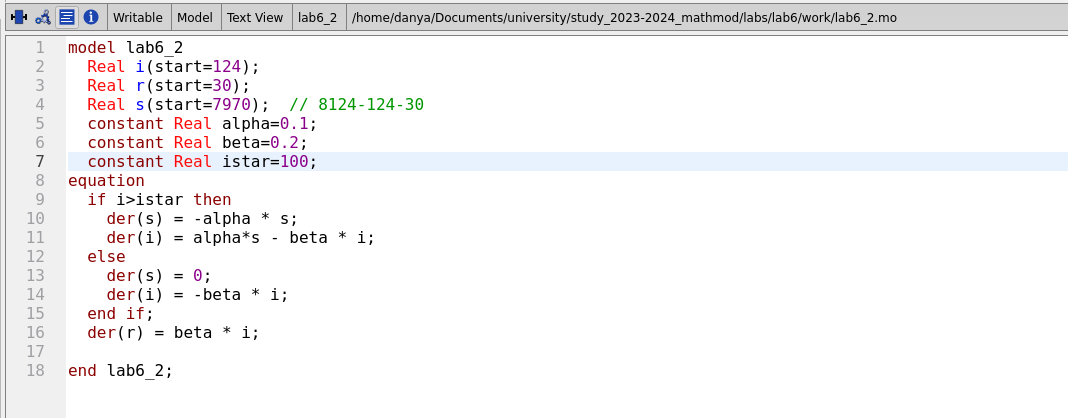 Writable Model Text View lab6_2 /home/danya/Documents/university/study_2023-2024_mathmod/labs/lab6/work/lab6_2.mo
1 model lab6_2
2   Real i(start=124);
3   Real r(start=30);
4   Real s(start=7970);  // 8124-124-30
5   constant Real alpha=0.1;
6   constant Real beta=0.2;
7   constant Real istar=100;
8 equation
9   if i>istar then
10     der(s) = -alpha * s;
11     der(i) = alpha*s - beta * i;
12   else
13     der(s) = 0;
14     der(i) = -beta * i;
15   end if;
16   der(r) = beta * i;
17
18 end lab6_2;